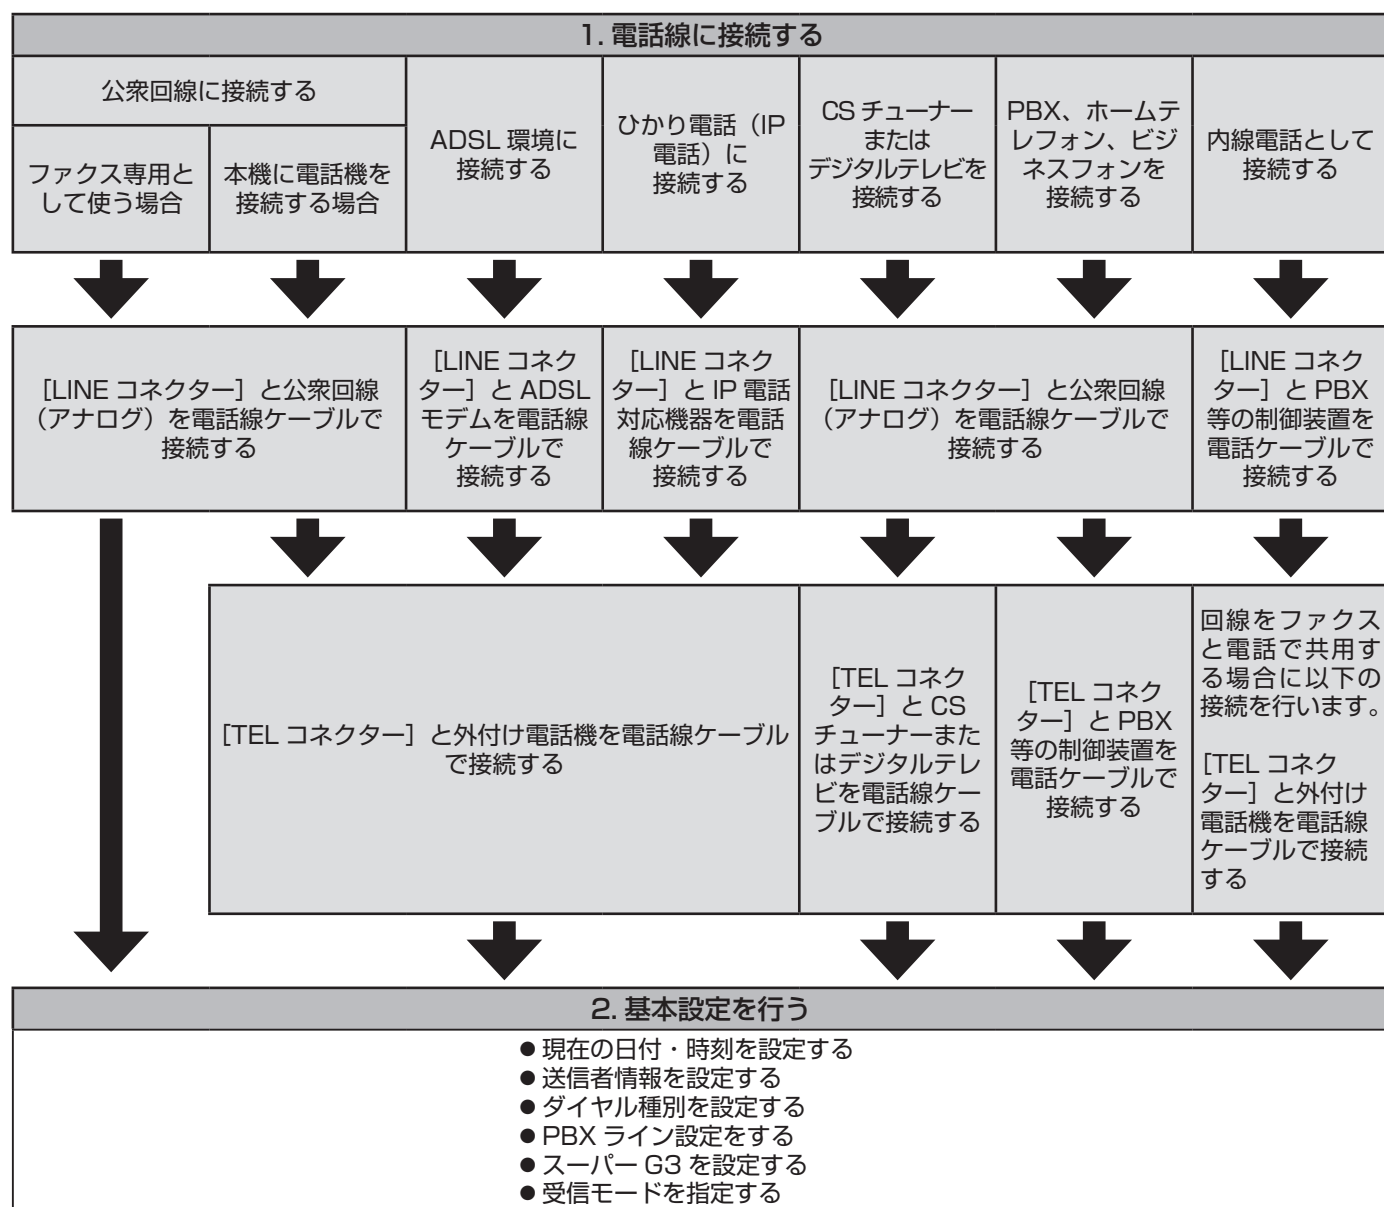 1. 電話線に接続する
公衆回線に接続する
ファクス専用と
して使う場合
本機に電話機を
接続する場合
ADSL 環境に
接続する
ひかり電話（IP
電話）に
接続する
CS チューナー
または
デジタルテレビを
接続する
PBX、ホームテ
レフォン、ビジ
ネスフォンを
接続する
内線電話として
接続する
［LINE コネクター］と公衆回線
（アナログ）を電話線ケーブルで
接続する
［LINE コネク
ター］と ADSL
モデムを電話線
ケーブルで
接続する
［LINE コネク
ター］と IP 電話
対応機器を電話
線ケーブルで
接続する
［LINE コネクター］と公衆回線
（アナログ）を電話線ケーブルで
接続する
［LINE コネク
ター］と PBX
等の制御装置を
電話ケーブルで
接続する
［TEL コネクター］と外付け電話機を電話線ケーブル
で接続する
［TEL コネク
ター］と CS
チューナーまた
はデジタルテレ
ビを電話線ケー
ブルで接続する
［TEL コネク
ター］と PBX
等の制御装置を
電話ケーブルで
接続する
回線をファクス
と電話で共用す
る場合に以下の
接続を行います。
［TEL コネク
ター］と外付け
電話機を電話線
ケーブルで接続
する
2. 基本設定を行う
● 現在の日付・時刻を設定する
● 送信者情報を設定する
● ダイヤル種別を設定する
● PBX ライン設定をする
● スーパー G3 を設定する
● 受信モードを指定する